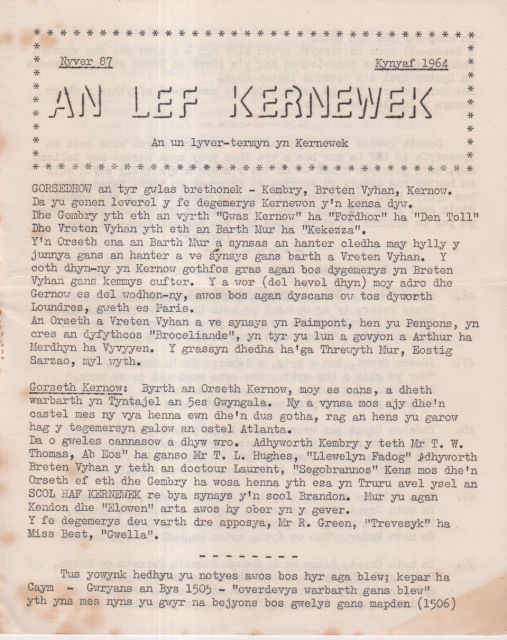 Nyver 87 Kynyaf 1964
AN LEF KERNEWEK
An un lyver-termyn yn Kernewek
GORSEDHOW an tyr gwlas brethonek - Kembry, Breten Vyhan, Kernow.
Da yu genen leverel y fe degemerys Kernewon y'n kensa dyw.
Dhe Gembry yth eth an vyrth "Gwas Kernow" ha "Fordhor" ha "Den Toll"
Dhe Vreten Vyhan yth eth an Barth Mur ha "Kekezza".
Y'n Orseth ena an Barth Mur a synsas an hanter cledha may hylly y
junnya gans an hanter a ve synsys gans barth a Vreten Vyhan. Y
coth dhyn-ny yn Kernow gothfos gras agan bos dygemerys yn Breten
Vyhan gans kemmys cufter. Y a wor (del hevel dhyn) moy adro dhe
Gernow es del wodhon-ny, awos bos agan dyscans ow tos dyworth
Loundres, gweth es Paris.
An Orseth a Vreten Vyhan a ve synsys yn Paimpont, hen yu Penpons, yn
cres an dyfythcys "Broceliande", yn tyr yu lun a govyon a Arthur ha
Merdhyn ha Vyvyen. Y grassyn dhedha ha'ga Threwyth Mur, Eostig
Sarzao, myl wyth.
Gorseth Kernow: Byrth an Orseth Kernow, moy es cans, a dheth
warbarth yn Tyntajel an 5es Gwyngala. Ny a vynsa mos ajy dhe'n
castel mes ny vya henna ewn dhe'n dus gotha, rag an hens yu garow
hag y tegemersyn galow an ostel Atlanta.
Da o gweles cannasow a dhyw wro. Adhyworth Kembry y teth Mr T. W.
Thomas, Ab Eos" ha ganso Mr T. L. Hughes, "Llewelyn Fadog" Adhyworth
Breten Vyhan y teth an doctour Laurent, "Segobrannos" Kens mos dhe'n
Orseth ef eth dhe Gembry ha wosa henna yth esa yn Truru avel ysel an
SCOL HAF KERNEWEK re bya synsys y'n scol Brandon. Mur yu agan
Kendon dhe "Elowen" arta awos hy ober yn y gever.
Y fe degemerys deu varth dre apposya, Mr R. Green, "Trevesyk" ha
Miss Best, "Gwella".
- - - - - - - -
Tus yowynk hedhyu yu notyes awos bos hyr aga blew; kepar ha
Caym - Gwryans an Bys 1505 - "overdevys warbarth gans blew"
yth yns mes nyns yu gwyr na bejyons bos gwelys gans mapden (1506)